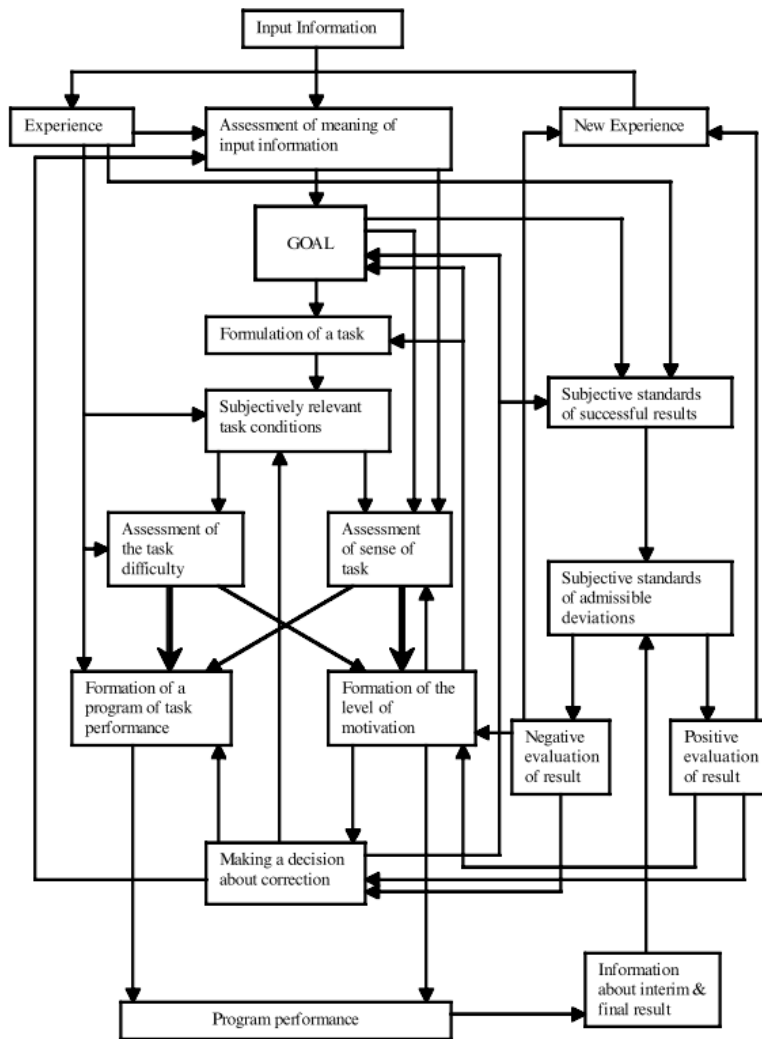 Input Information
Experience
Assessment of meaning of
input information
New Experience
GOAL
Formulation of a task
Subjectively relevant
task conditions
Subjective standards
of successful results
Assessment of
the task
difficulty
Assessment
of sense of
task
Subjective standards
of admissible
deviations
Formation of a
program of task
performance
Formation of the
level of
motivation
Negative
evaluation
of result
Positive
evaluation
of result
Making a decision
about correction
Information
about interim &
final result
Program performance